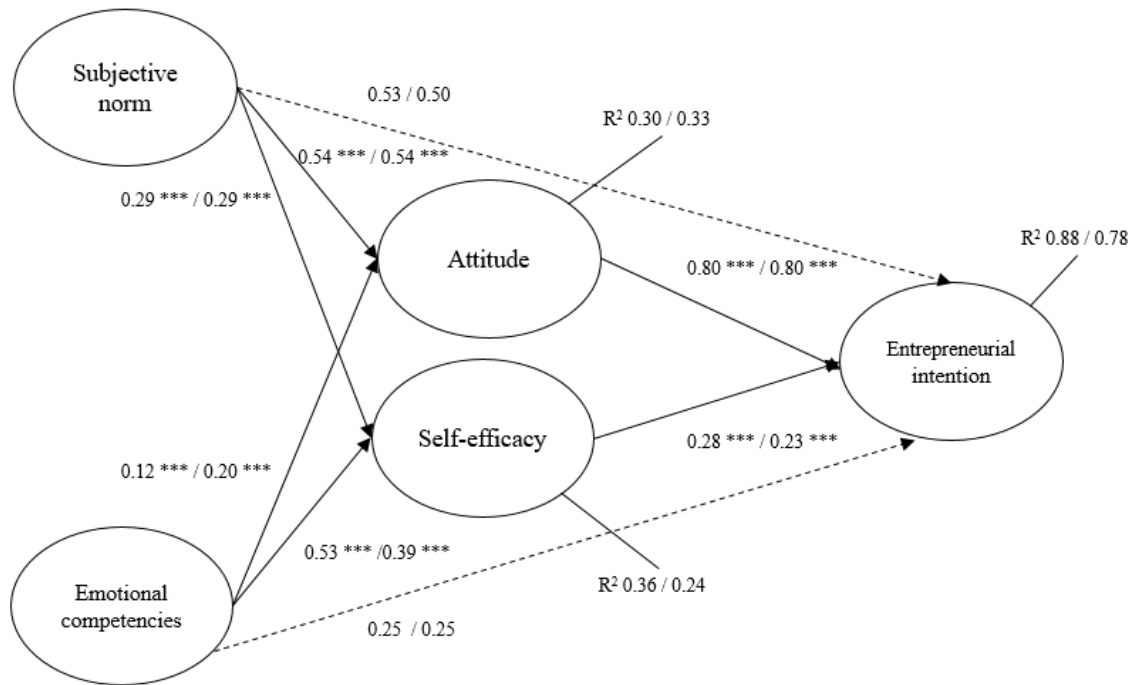 Subjective
norm
0.53 / 0.50
R² 0.30 / 0.33
0.54 *** / 0.54 ***
0.29 *** / 0.29 ***
Attitude
0.80 *** / 0.80 ***
R² 0.88 / 0.78
Entrepreneurial
intention
Self-efficacy
0.28 *** / 0.23 ***
0.12 *** / 0.20 ***
0.53 *** /0.39 ***
R² 0.36 / 0.24
Emotional
competencies
0.25 / 0.25